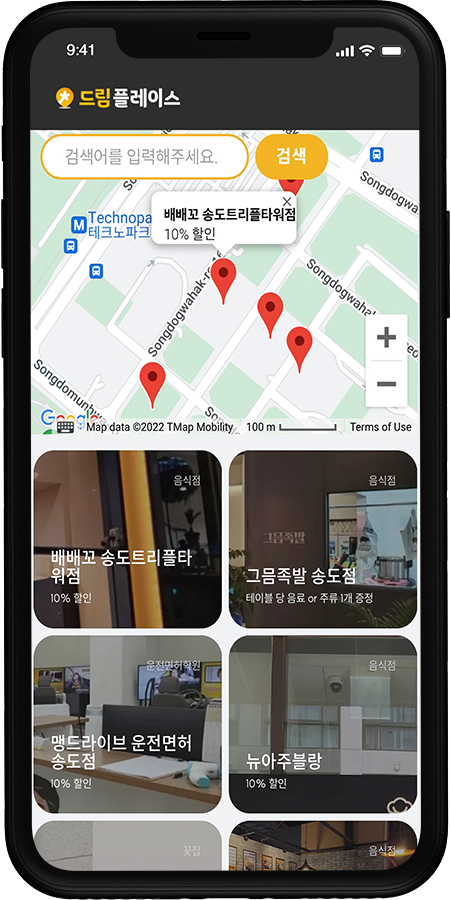 9:41
드림플레이스
검색어를 입력해주세요.
검색
Songdogwahak
배배꼬 송도트리플타워점
10% 할인
M Technopa
테크노파크
Songdogwahak-ro
Songdogwahak
Songdomunhwa
Google
Map data ©2022 TMap Mobility
100 m
Terms of Use
음식점
배배꼬 송도트리플타
워점
10% 할인
음식점
그믐족발
그믐족발 송도점
테이블 당 음료 or 주류 1개 증정
운전면허학원
맹드라이브 운전면허
송도점
10% 할인
음식점
뉴아주블랑
10% 할인
꽃집
음식점